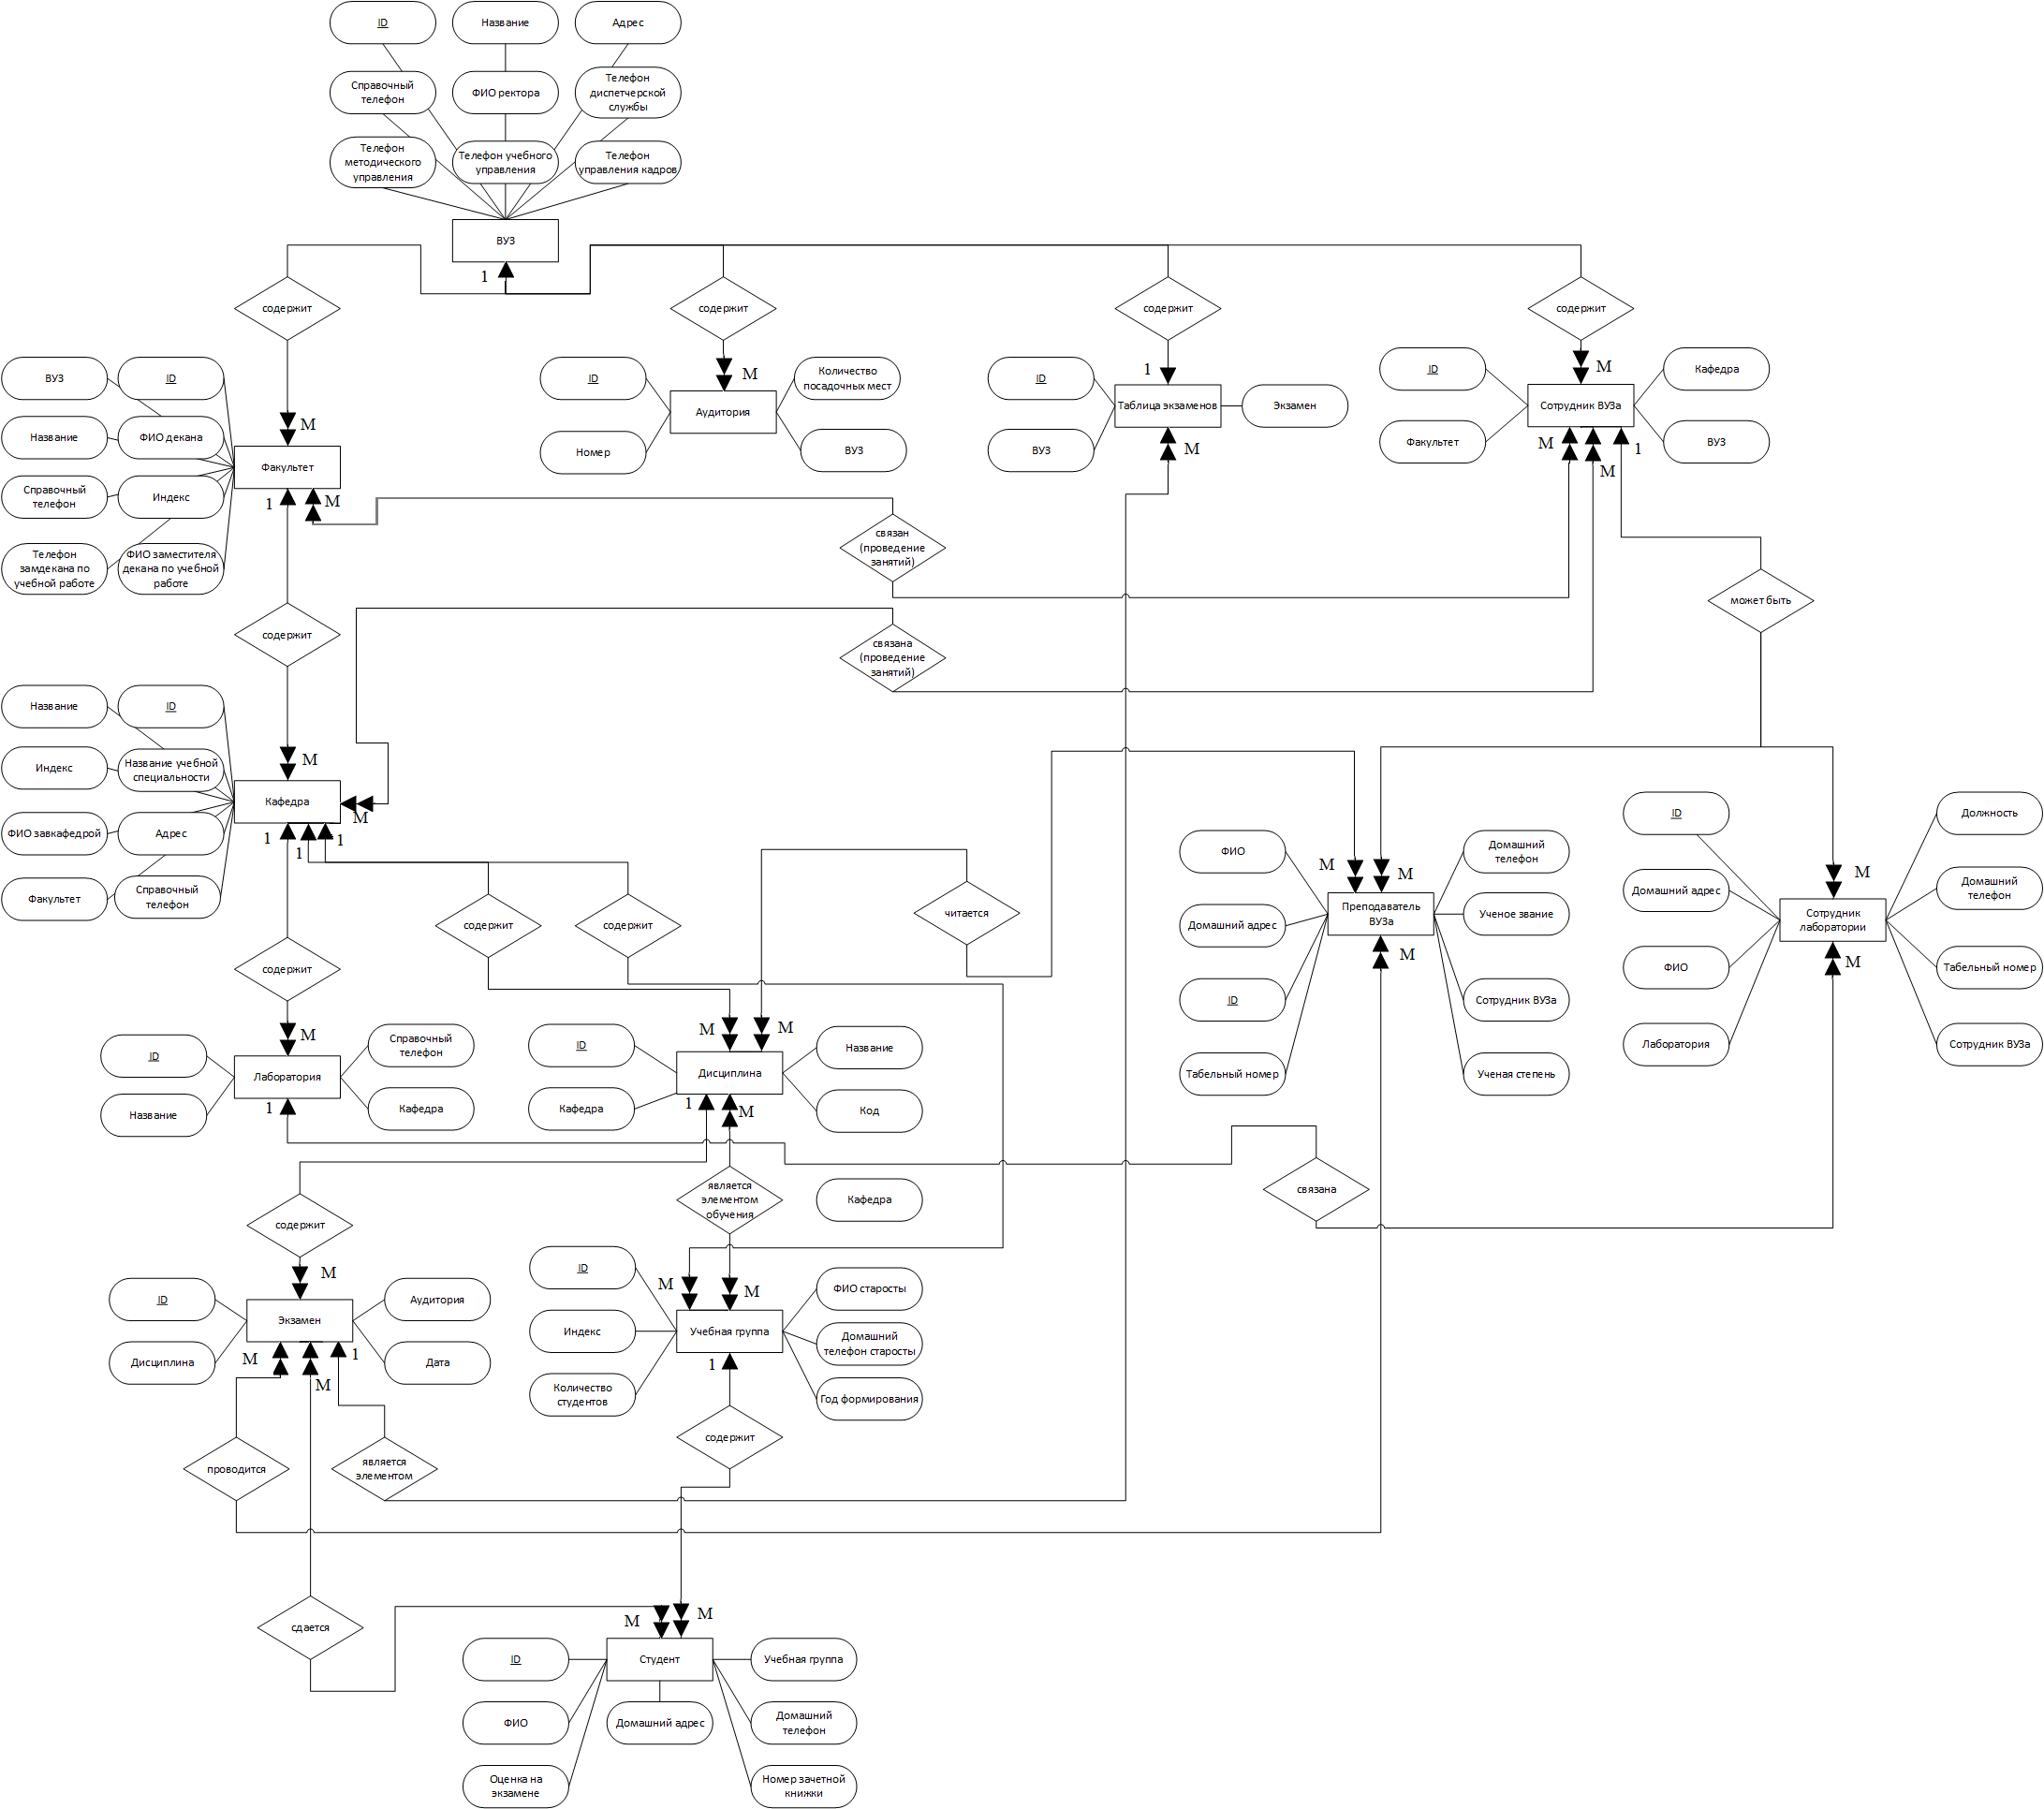 ID
Название
Адрес
Справочный
телефон
ФИО ректора
Телефон
диспетчерской
службы
Телефон
методического
управления
Телефон учебного
управления
Телефон
управления кадров
ВУЗ
1
содержит
содержит
содержит
содержит
ВУЗ
ID
Название
ФИО декана
Справочный
телефон
Индекс
Телефон
замдекана по
учебной работе
ФИО заместителя
декана по учебной
работе
M
Факультет
1
M
ID
Номер
M
Аудитория
Количество
посадочных мест
ВУЗ
ID
ВУЗ
1
Таблица экзаменов
M
Экзамен
ID
Факультет
M
Сотрудник ВУЗа
Кафедра
ВУЗ
M
M
1
связан
(проведение
занятий)
содержит
связана
(проведение
занятий)
может быть
Название
ID
Индекс
Название учебной
специальности
ФИО завкафедрой
Адрес
Факультет
Справочный
телефон
M
Кафедра
M
1
1
1
содержит
содержит
содержит
читается
ФИО
Домашний адрес
ID
Табельный номер
M
M
Преподаватель
ВУЗа
M
Домашний
телефон
Ученое звание
Сотрудник ВУЗа
Ученая степень
ID
Домашний адрес
ФИО
Лаборатория
M
Сотрудник
лаборатории
M
Должность
Домашний
телефон
Табельный номер
Сотрудник ВУЗа
ID
Название
M
Лаборатория
1
Справочный
телефон
Кафедра
ID
Кафедра
M
M
Дисциплина
1
M
Название
Код
содержит
является
элементом
обучения
Кафедра
связана
ID
Дисциплина
M
Экзамен
M
M
1
Аудитория
Дата
ID
Индекс
Количество
студентов
M
M
Учебная группа
1
ФИО старосты
Домашний
телефон старосты
Год формирования
проводится
является
элементом
содержит
сдается
M
M
ID
Студент
Учебная группа
ФИО
Домашний адрес
Домашний
телефон
Оценка на
экзамене
Номер зачетной
книжки